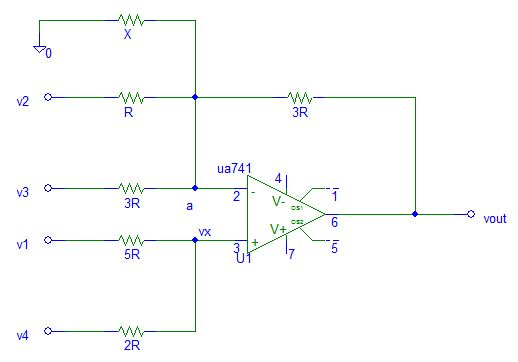 X
0
v2
R
3R
ua741
4
v3
3R
a
2
-
V-
OS1
1
vx
6
vout
v1
5R
3
+
U1
V+
OS2
7
5
v4
2R